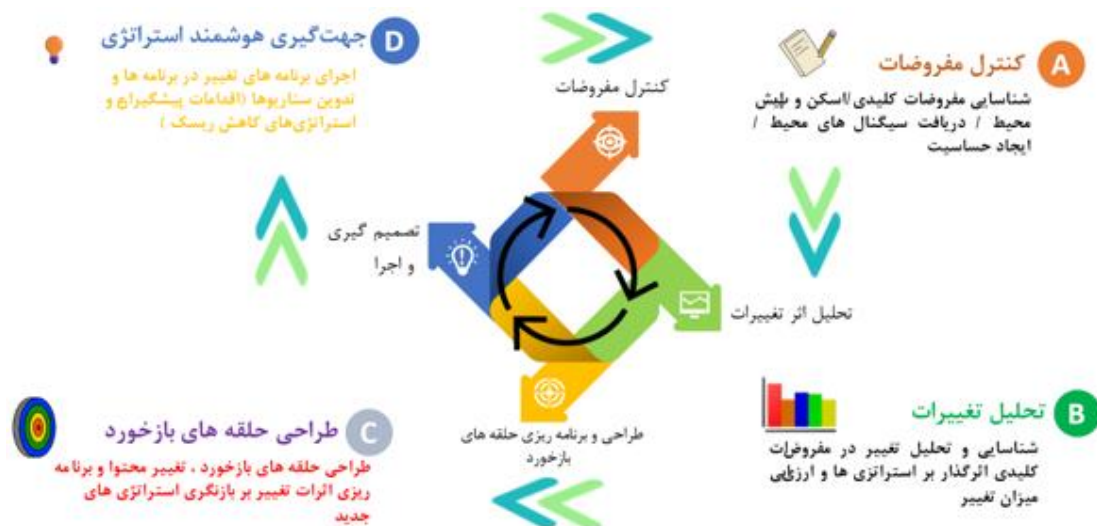 A کنترل مفروضات
شناسایی مفروضات کلیدی/اسکن و پایش
محیط / دریافت سیگنال های محیط /
ایجاد حساسیت
B تحلیل تغییرات
شناسایی و تحلیل تغییر در مفروضات
کلیدی اثرگذار بر استراتژی ها و ارزیابی
میزان تغییر
C طراحی حلقه های بازخورد
طراحی حلقه های بازخورد ، تغییر محتوا و برنامه
ریزی اثرات تغییر بر بازنگری استراتژی های
جدید
D جهت‌گیری هوشمند استراتژی
اجرای برنامه های تغییر در برنامه ها و
تدوین سناریوها (اقدامات پیشگیرانه و
استراتژی‌های کاهش ریسک )
کنترل مفروضات
تحلیل اثر تغییرات
طراحی و برنامه ریزی حلقه های
بازخورد
تصمیم گیری
و اجرا